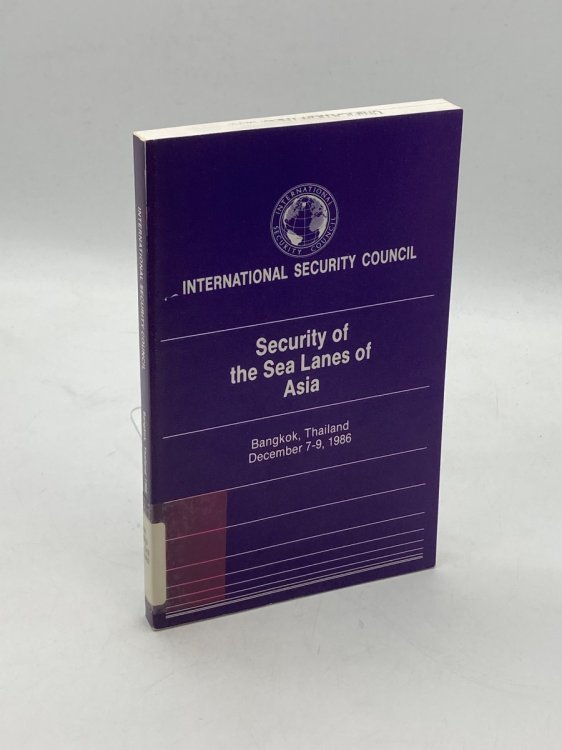 INTERNATIONAL
SECURITY COUNCIL
INTERNATIONAL SECURITY COUNCIL
Security of
the Sea Lanes of
Asia
Bangkok, Thailand
December 7-9, 1986
INTERNATIONAL SECURITY COUNCIL